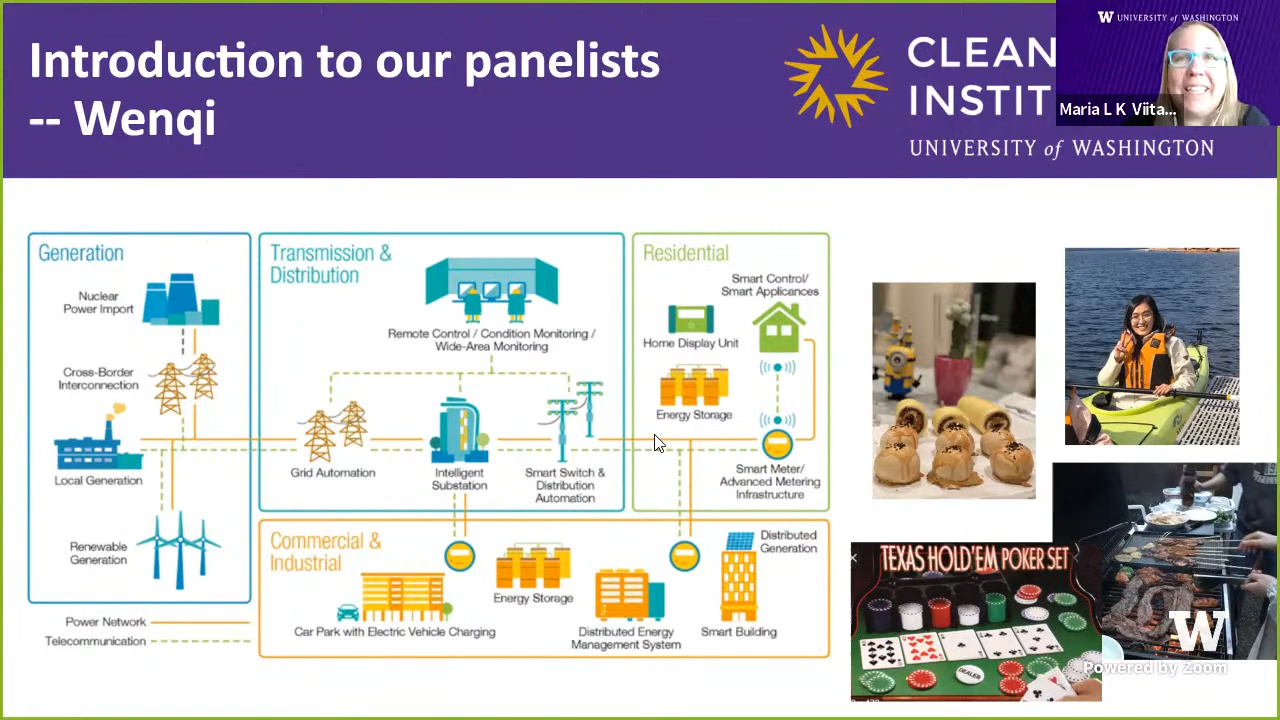 Introduction to our panelists
-- Wenqi
CLEAN
INSTIT
UNIVERSITY of WASHINGTON
W UNIVERSITY of WASHINGTON
Maria L K Viita...
Generation
Nuclear
Power Import
Cross-Border
Interconnection
Local Generation
Renewable
Generation
Power Network
Telecommunication
Transmission &
Distribution
Remote Control / Condition Monitoring /
Wide-Area Monitoring
Grid Automation
Intelligent
Substation
Smart Switch &
Distribution
Automation
Residential
Smart Control/
Smart Applicances
Home Display Unit
Energy Storage
Smart Meter/
Advanced Metering
Infrastructure
Commercial &
Industrial
Car Park with Electric Vehicle Charging
Energy Storage
Distributed Energy
Management System
Distributed
Generation
Smart Building
TEXAS HOLD'EM POKER SET
DEALER
W
Powered by Zoom